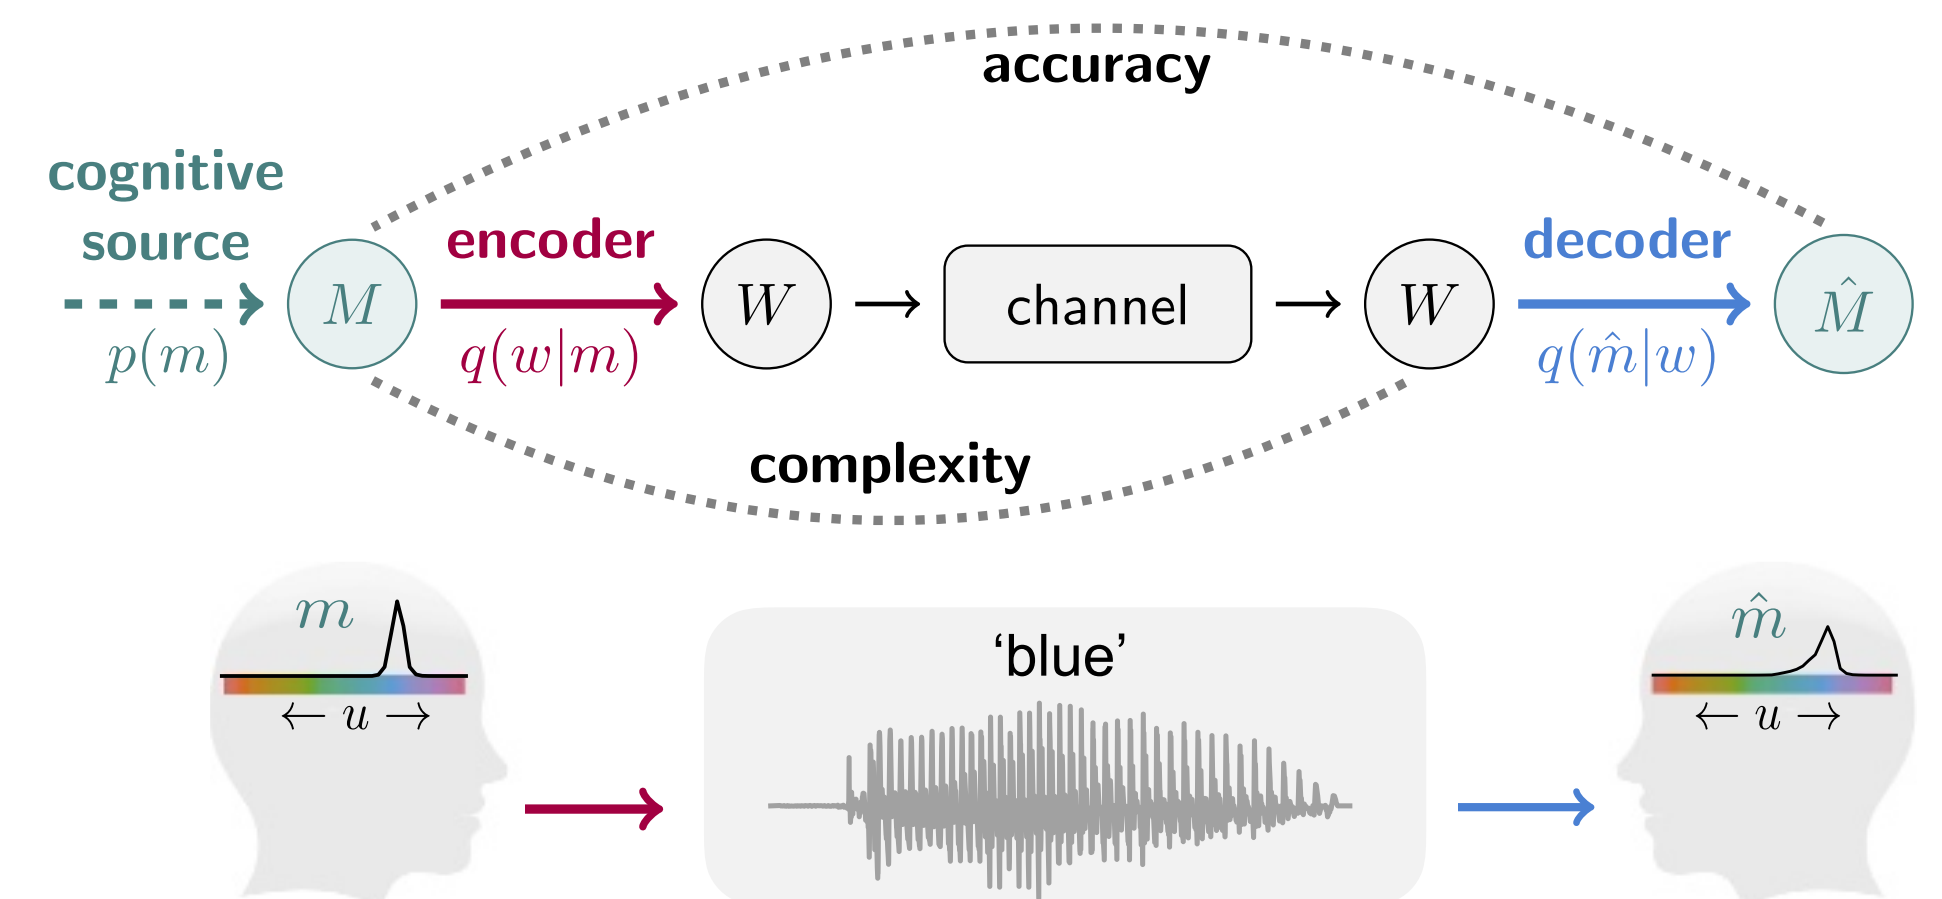 accuracy
cognitive
source
encoder
decoder
M
W
channel
W
M̂
p(m)
q(w|m)
q(m̂|w)
complexity
m
← u →
'blue'
m̂
← u →